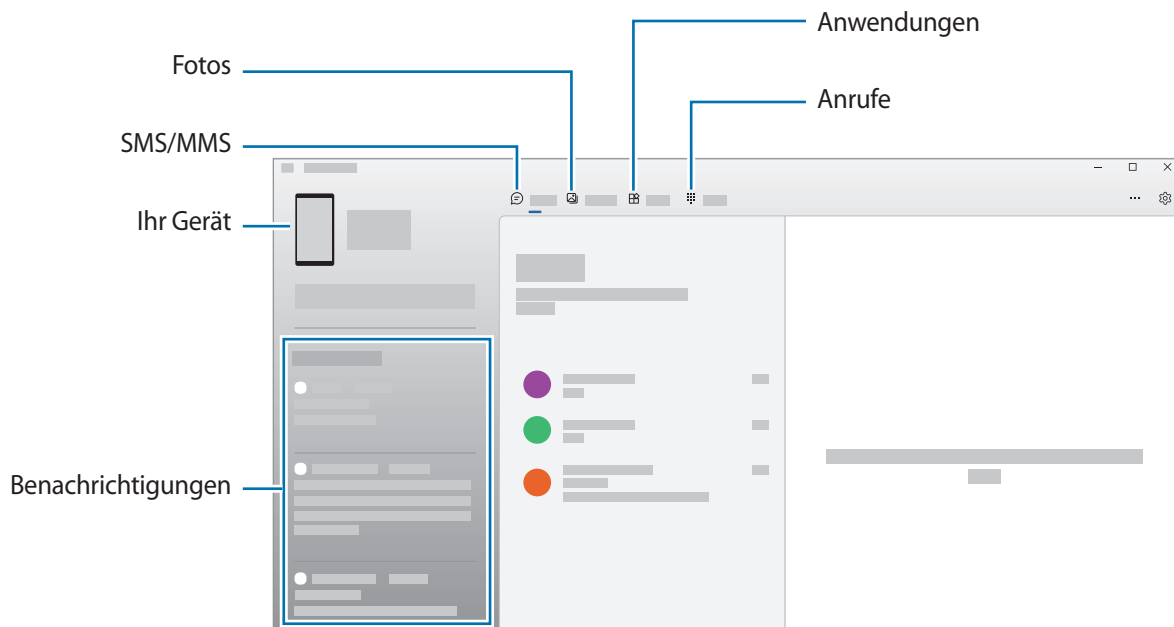 Anwendungen
Fotos
Anrufe
SMS/MMS
Ihr Gerät
Benachrichtigungen